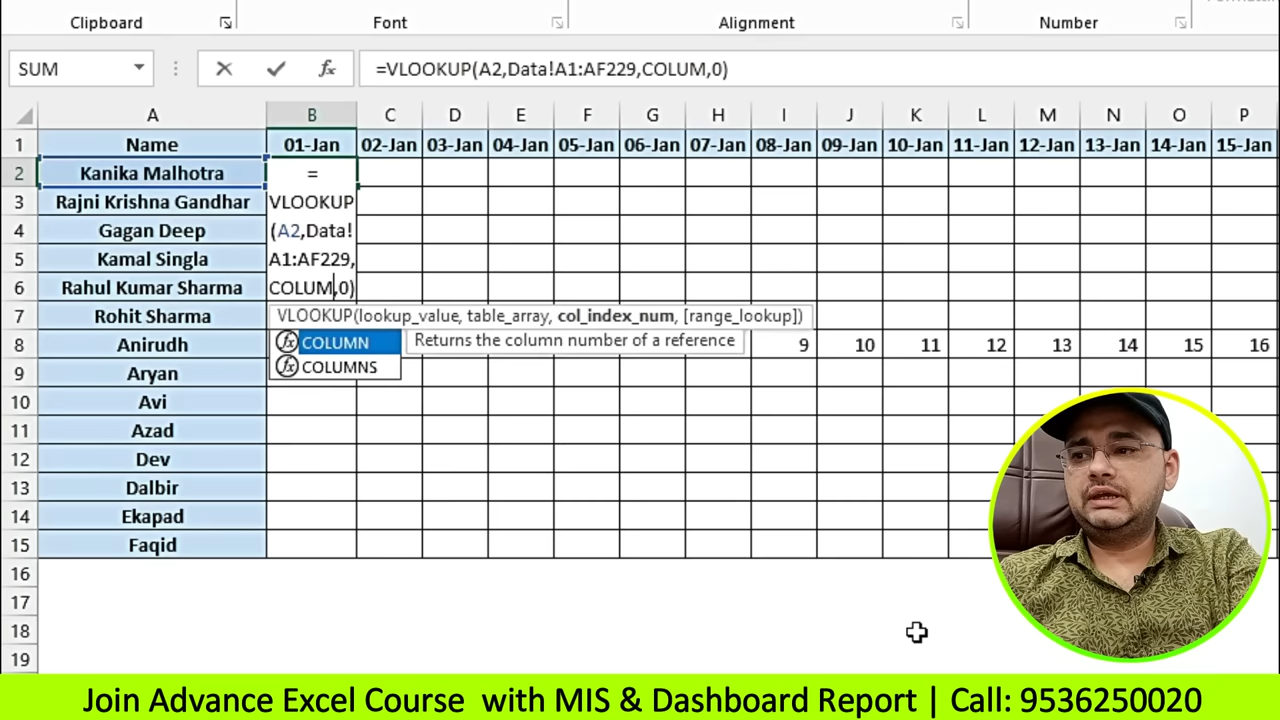 Clipboard Font Alignment Number
SUM =VLOOKUP(A2,Data!A1:AF229,COLUM,0)
A B C D E F G H I J K L M N O P
1 Name 01-Jan 02-Jan 03-Jan 04-Jan 05-Jan 06-Jan 07-Jan 08-Jan 09-Jan 10-Jan 11-Jan 12-Jan 13-Jan 14-Jan 15-Jan
2 Kanika Malhotra =
3 Rajni Krishna Gandhar VLOOKUP
4 Gagan Deep (A2,Data!
5 Kamal Singla A1:AF229,
6 Rahul Kumar Sharma COLUM,0)
7 Rohit Sharma VLOOKUP(lookup_value, table_array, col_index_num, [range_lookup])
8 Anirudh fx COLUMN Returns the column number of a reference 9 10 11 12 13 14 15 16
9 Aryan fx COLUMNS
10 Avi
11 Azad
12 Dev
13 Dalbir
14 Ekapad
15 Faqid
16
17
18
19
Join Advance Excel Course with MIS & Dashboard Report | Call: 9536250020